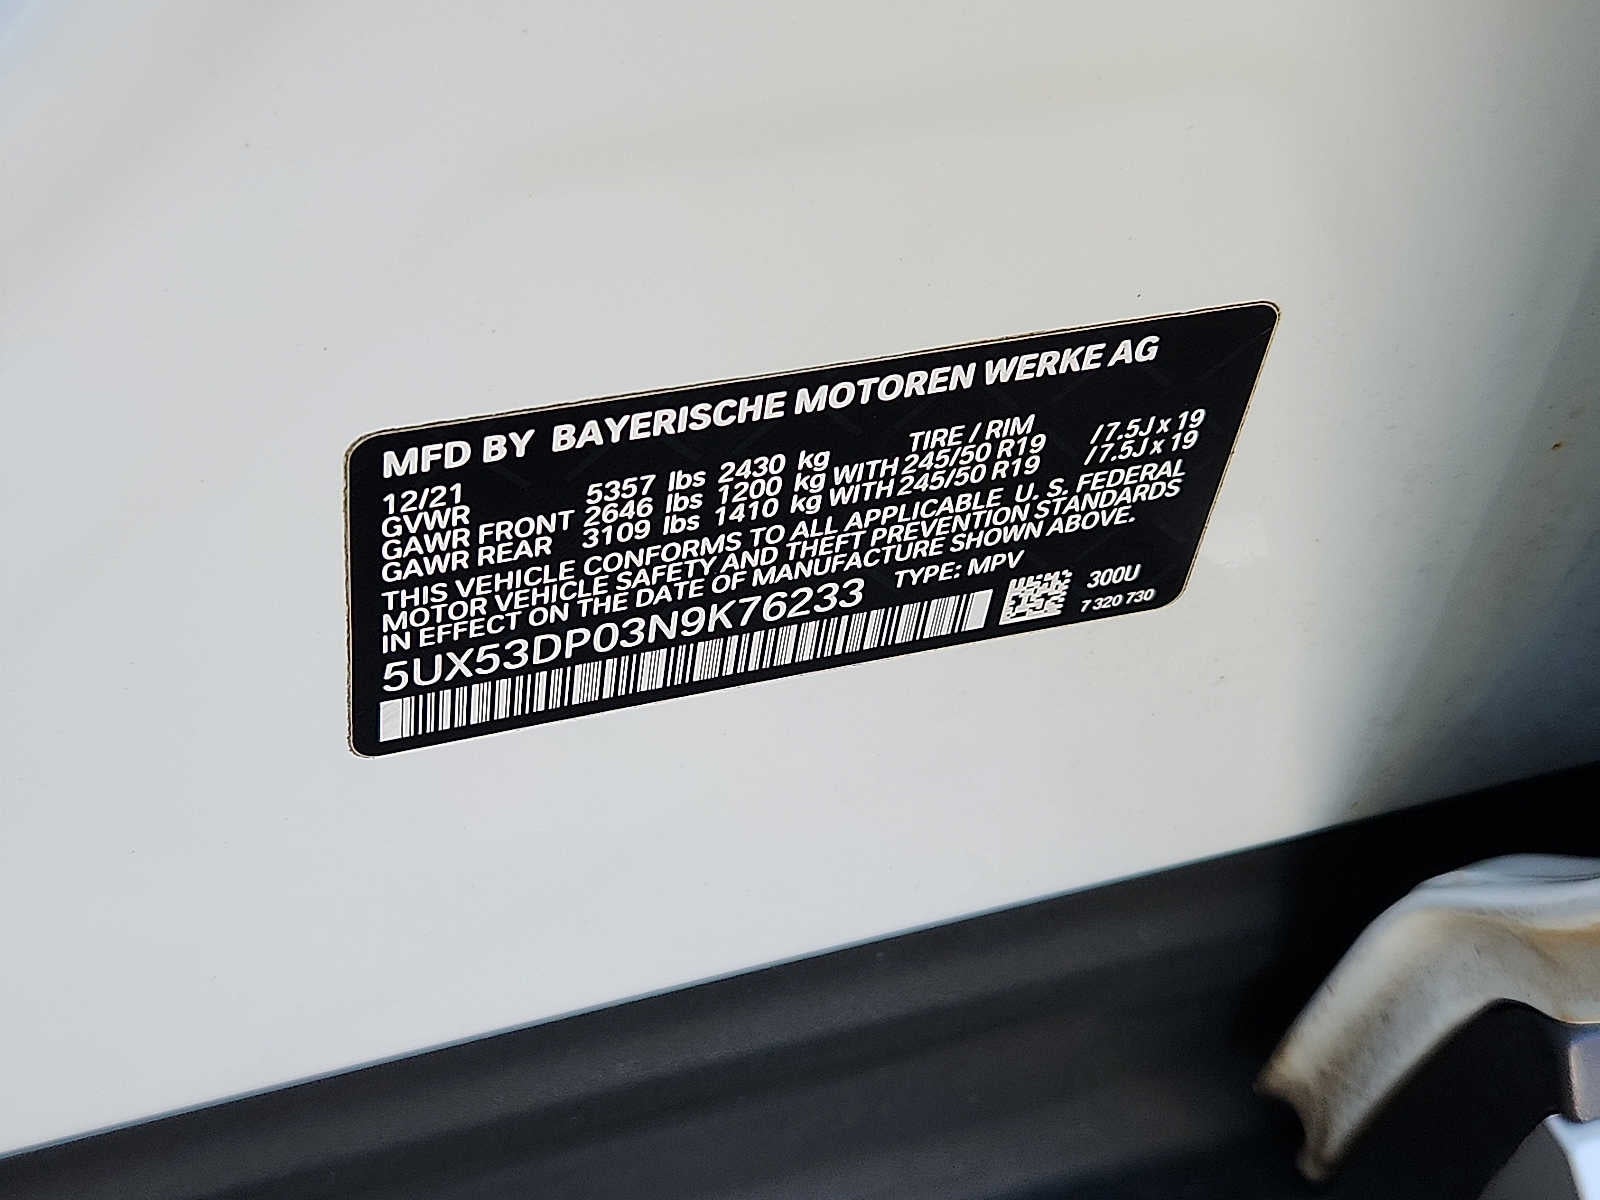 MFD BY BAYERISCHE MOTOREN WERKE AG
12/21 TIRE / RIM
GVWR 5357 lbs 2430 kg
GAWR FRONT 2646 lbs 1200 kg WITH 245/50 R19 / 7.5J x 19
GAWR REAR 3109 lbs 1410 kg WITH 245/50 R19 / 7.5J x 19
THIS VEHICLE CONFORMS TO ALL APPLICABLE U. S. FEDERAL
MOTOR VEHICLE SAFETY AND THEFT PREVENTION STANDARDS
IN EFFECT ON THE DATE OF MANUFACTURE SHOWN ABOVE.
5UX53DP03N9K76233 TYPE: MPV
300U
7 320 730